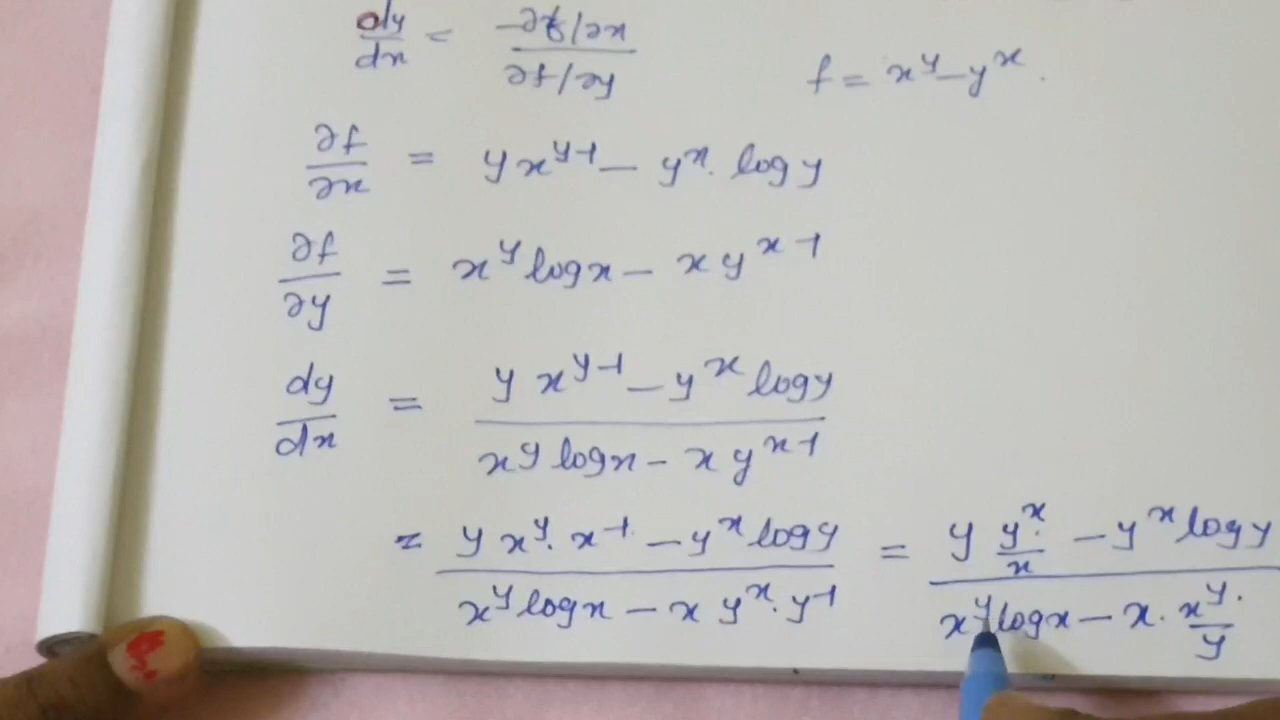 dy/dx = -∂f/∂x / ∂f/∂y    f = x^y - y^x .
∂f/∂x = y x^(y-1) - y^x . log y
∂f/∂y = x^y log x - x y^(x-1)
dy/dx = (y x^(y-1) - y^x log y) / (x^y log x - x y^(x-1))
= (y x^y . x^-1 - y^x log y) / (x^y log x - x y^x . y^-1) = (y y^x/x - y^x log y) / (x^y log x - x . x^y/y)